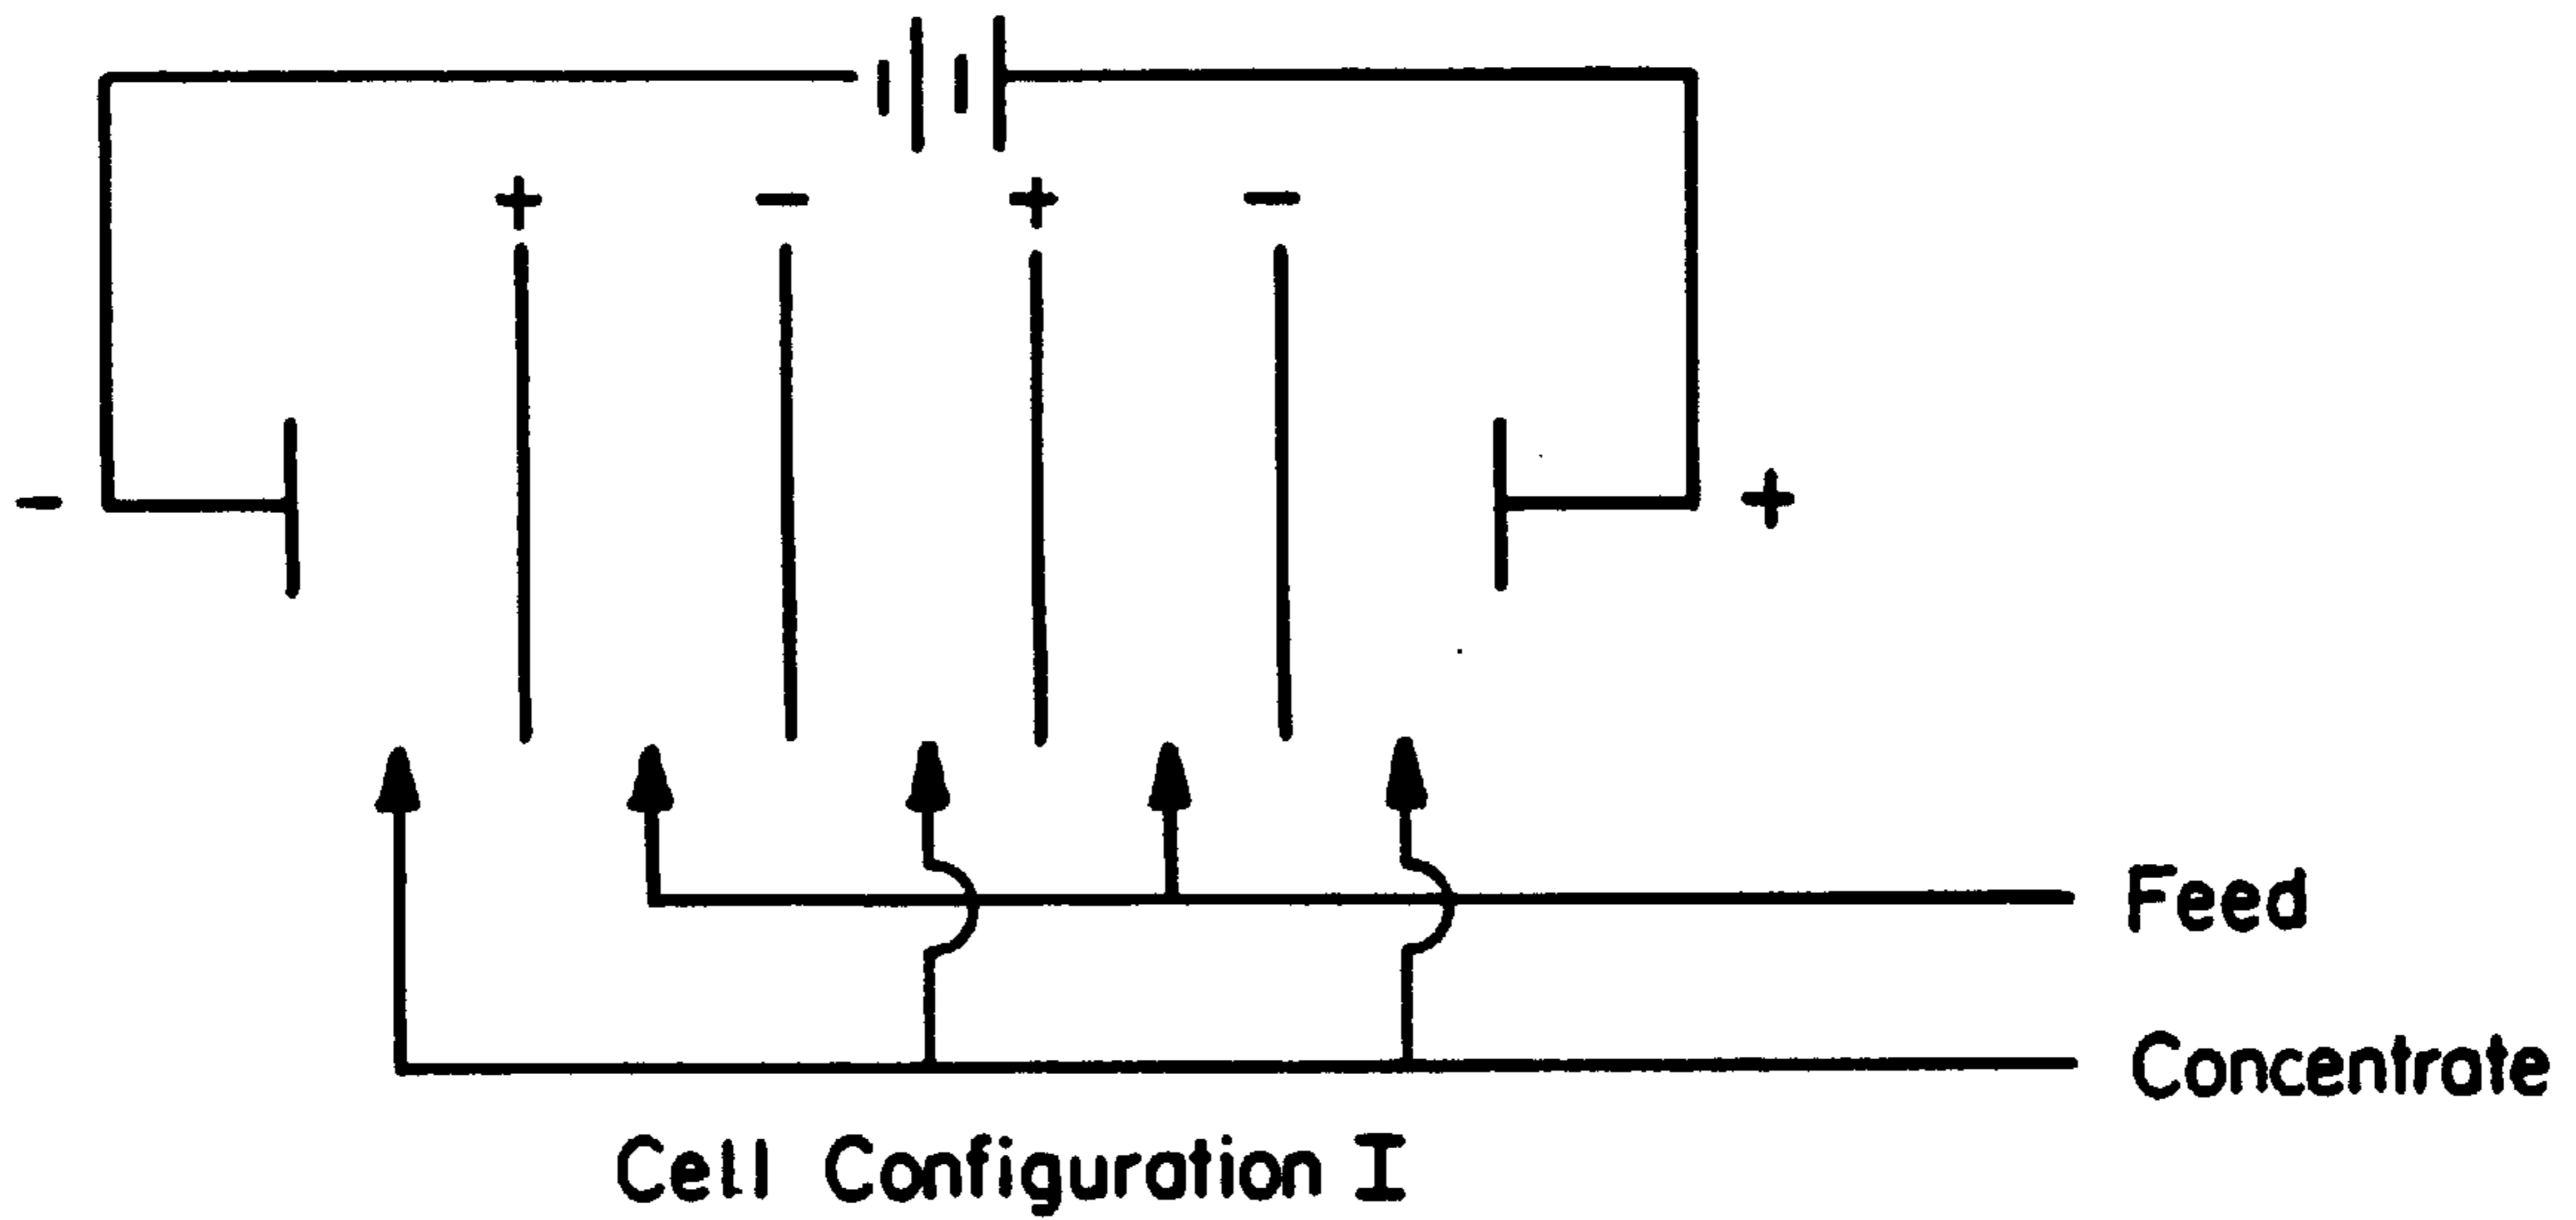 + − + −
− +
Feed
Concentrate
Cell Configuration I